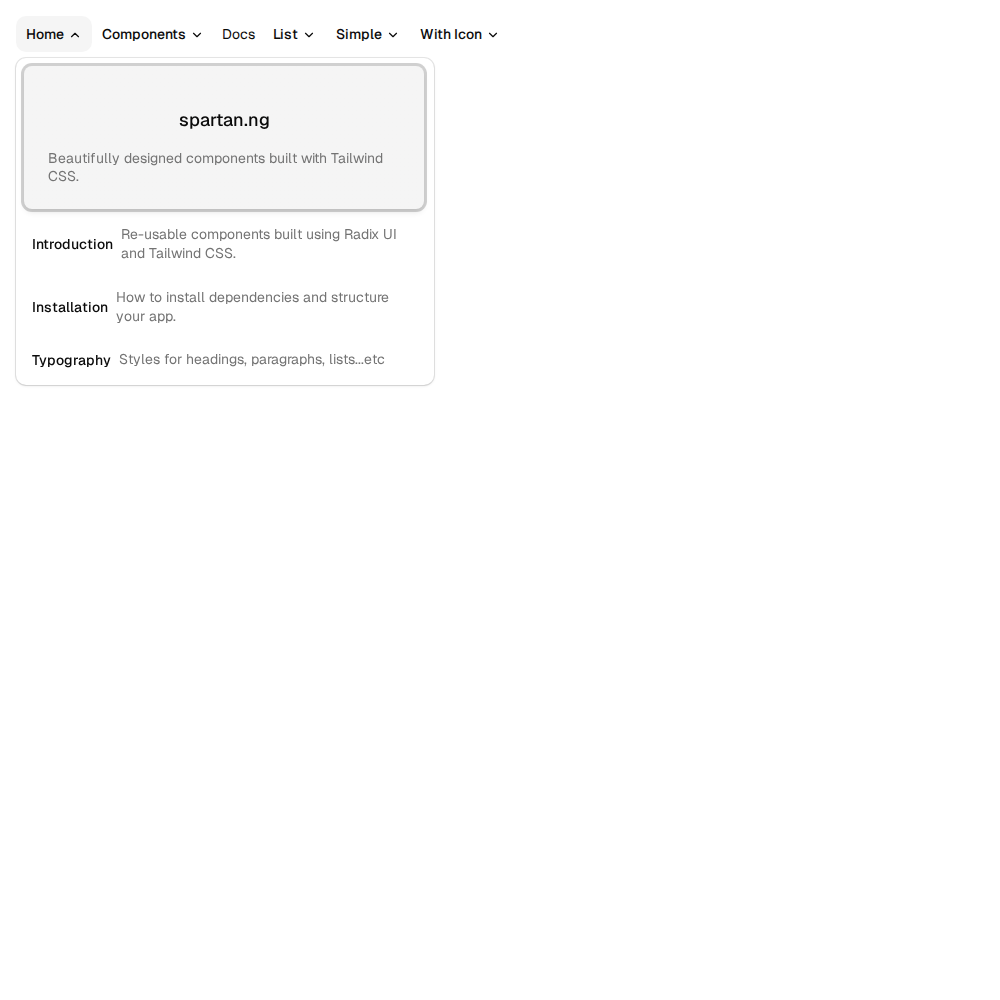 Home Components Docs List Simple With Icon
spartan.ng
Beautifully designed components built with Tailwind
CSS.
Introduction Re-usable components built using Radix UI
and Tailwind CSS.
Installation How to install dependencies and structure
your app.
Typography Styles for headings, paragraphs, lists...etc